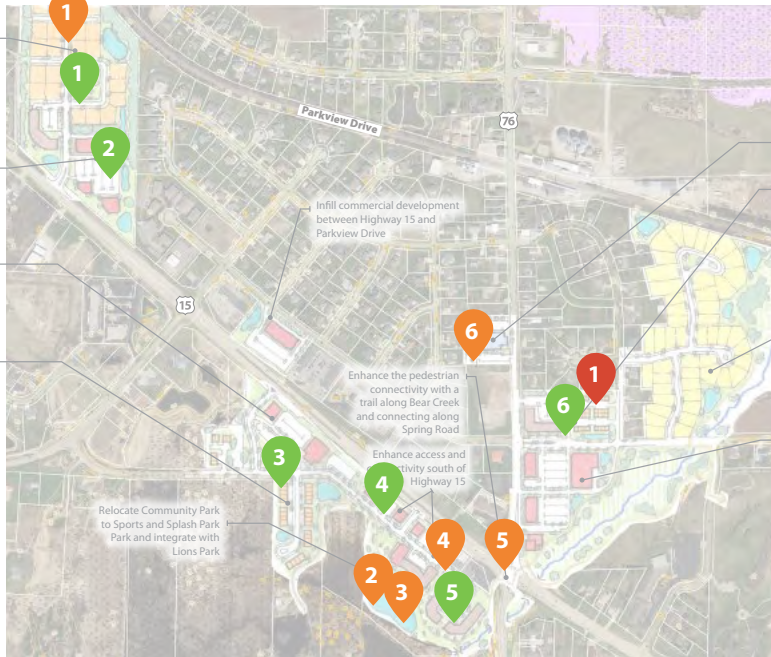 1
1
2
Parkview Drive
76
Infill commercial development
between Highway 15 and
Parkview Drive
15
6
Enhance the pedestrian
connectivity with a
trail along Bear Creek
and connecting along
Spring Road
1
6
Enhance access and
connectivity south of
Highway 15
3
4
Relocate Community Park
to Sports and Splash Park
Park and integrate with
Lions Park
4
5
2
3
5